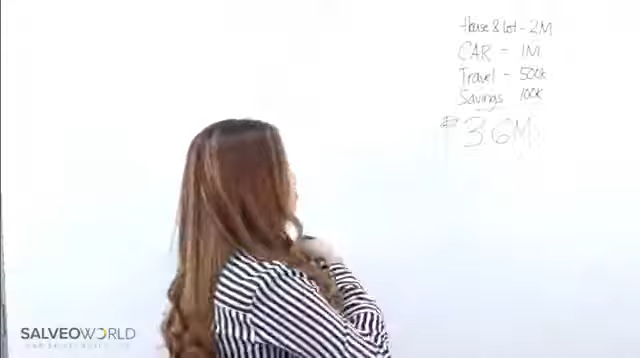 House & Lot - 2M
CAR - 1M
Travel - 500k
Savings 100k
3.6M
SALVEOWORLD